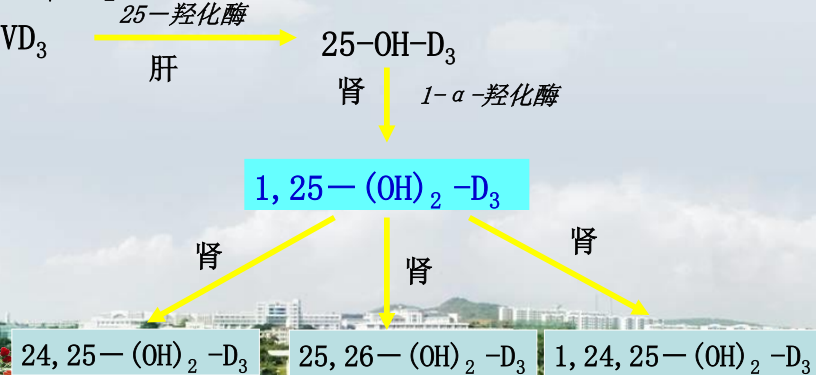 25－羟化酶
VD3
肝
25-OH-D3
肾
1-α-羟化酶
1,25－(OH)2 -D3
肾
肾
肾
24,25－(OH)2 -D3
25,26－(OH)2 -D3
1,24,25－(OH)2 -D3